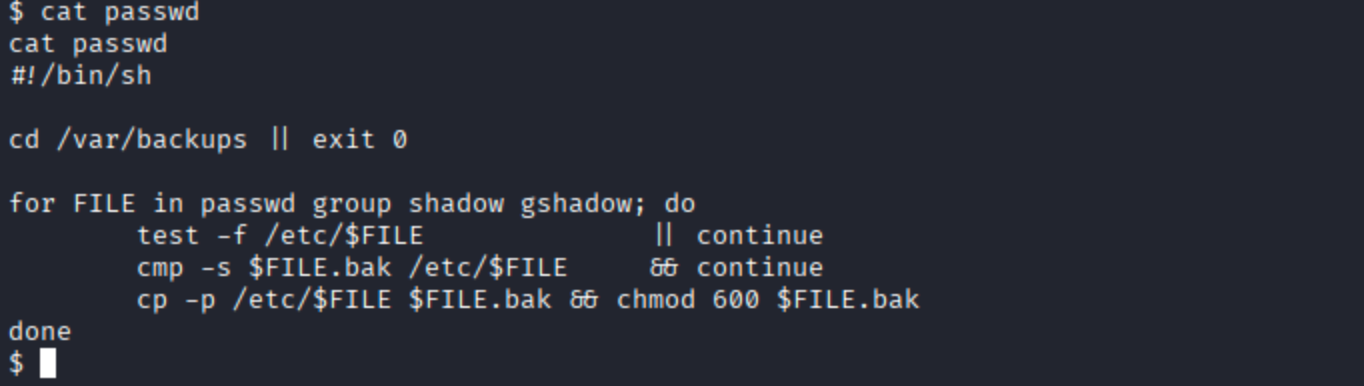 $ cat passwd
cat passwd
#!/bin/sh
cd /var/backups || exit 0
for FILE in passwd group shadow gshadow; do
        test -f /etc/$FILE              || continue
        cmp -s $FILE.bak /etc/$FILE     && continue
        cp -p /etc/$FILE $FILE.bak && chmod 600 $FILE.bak
done
$